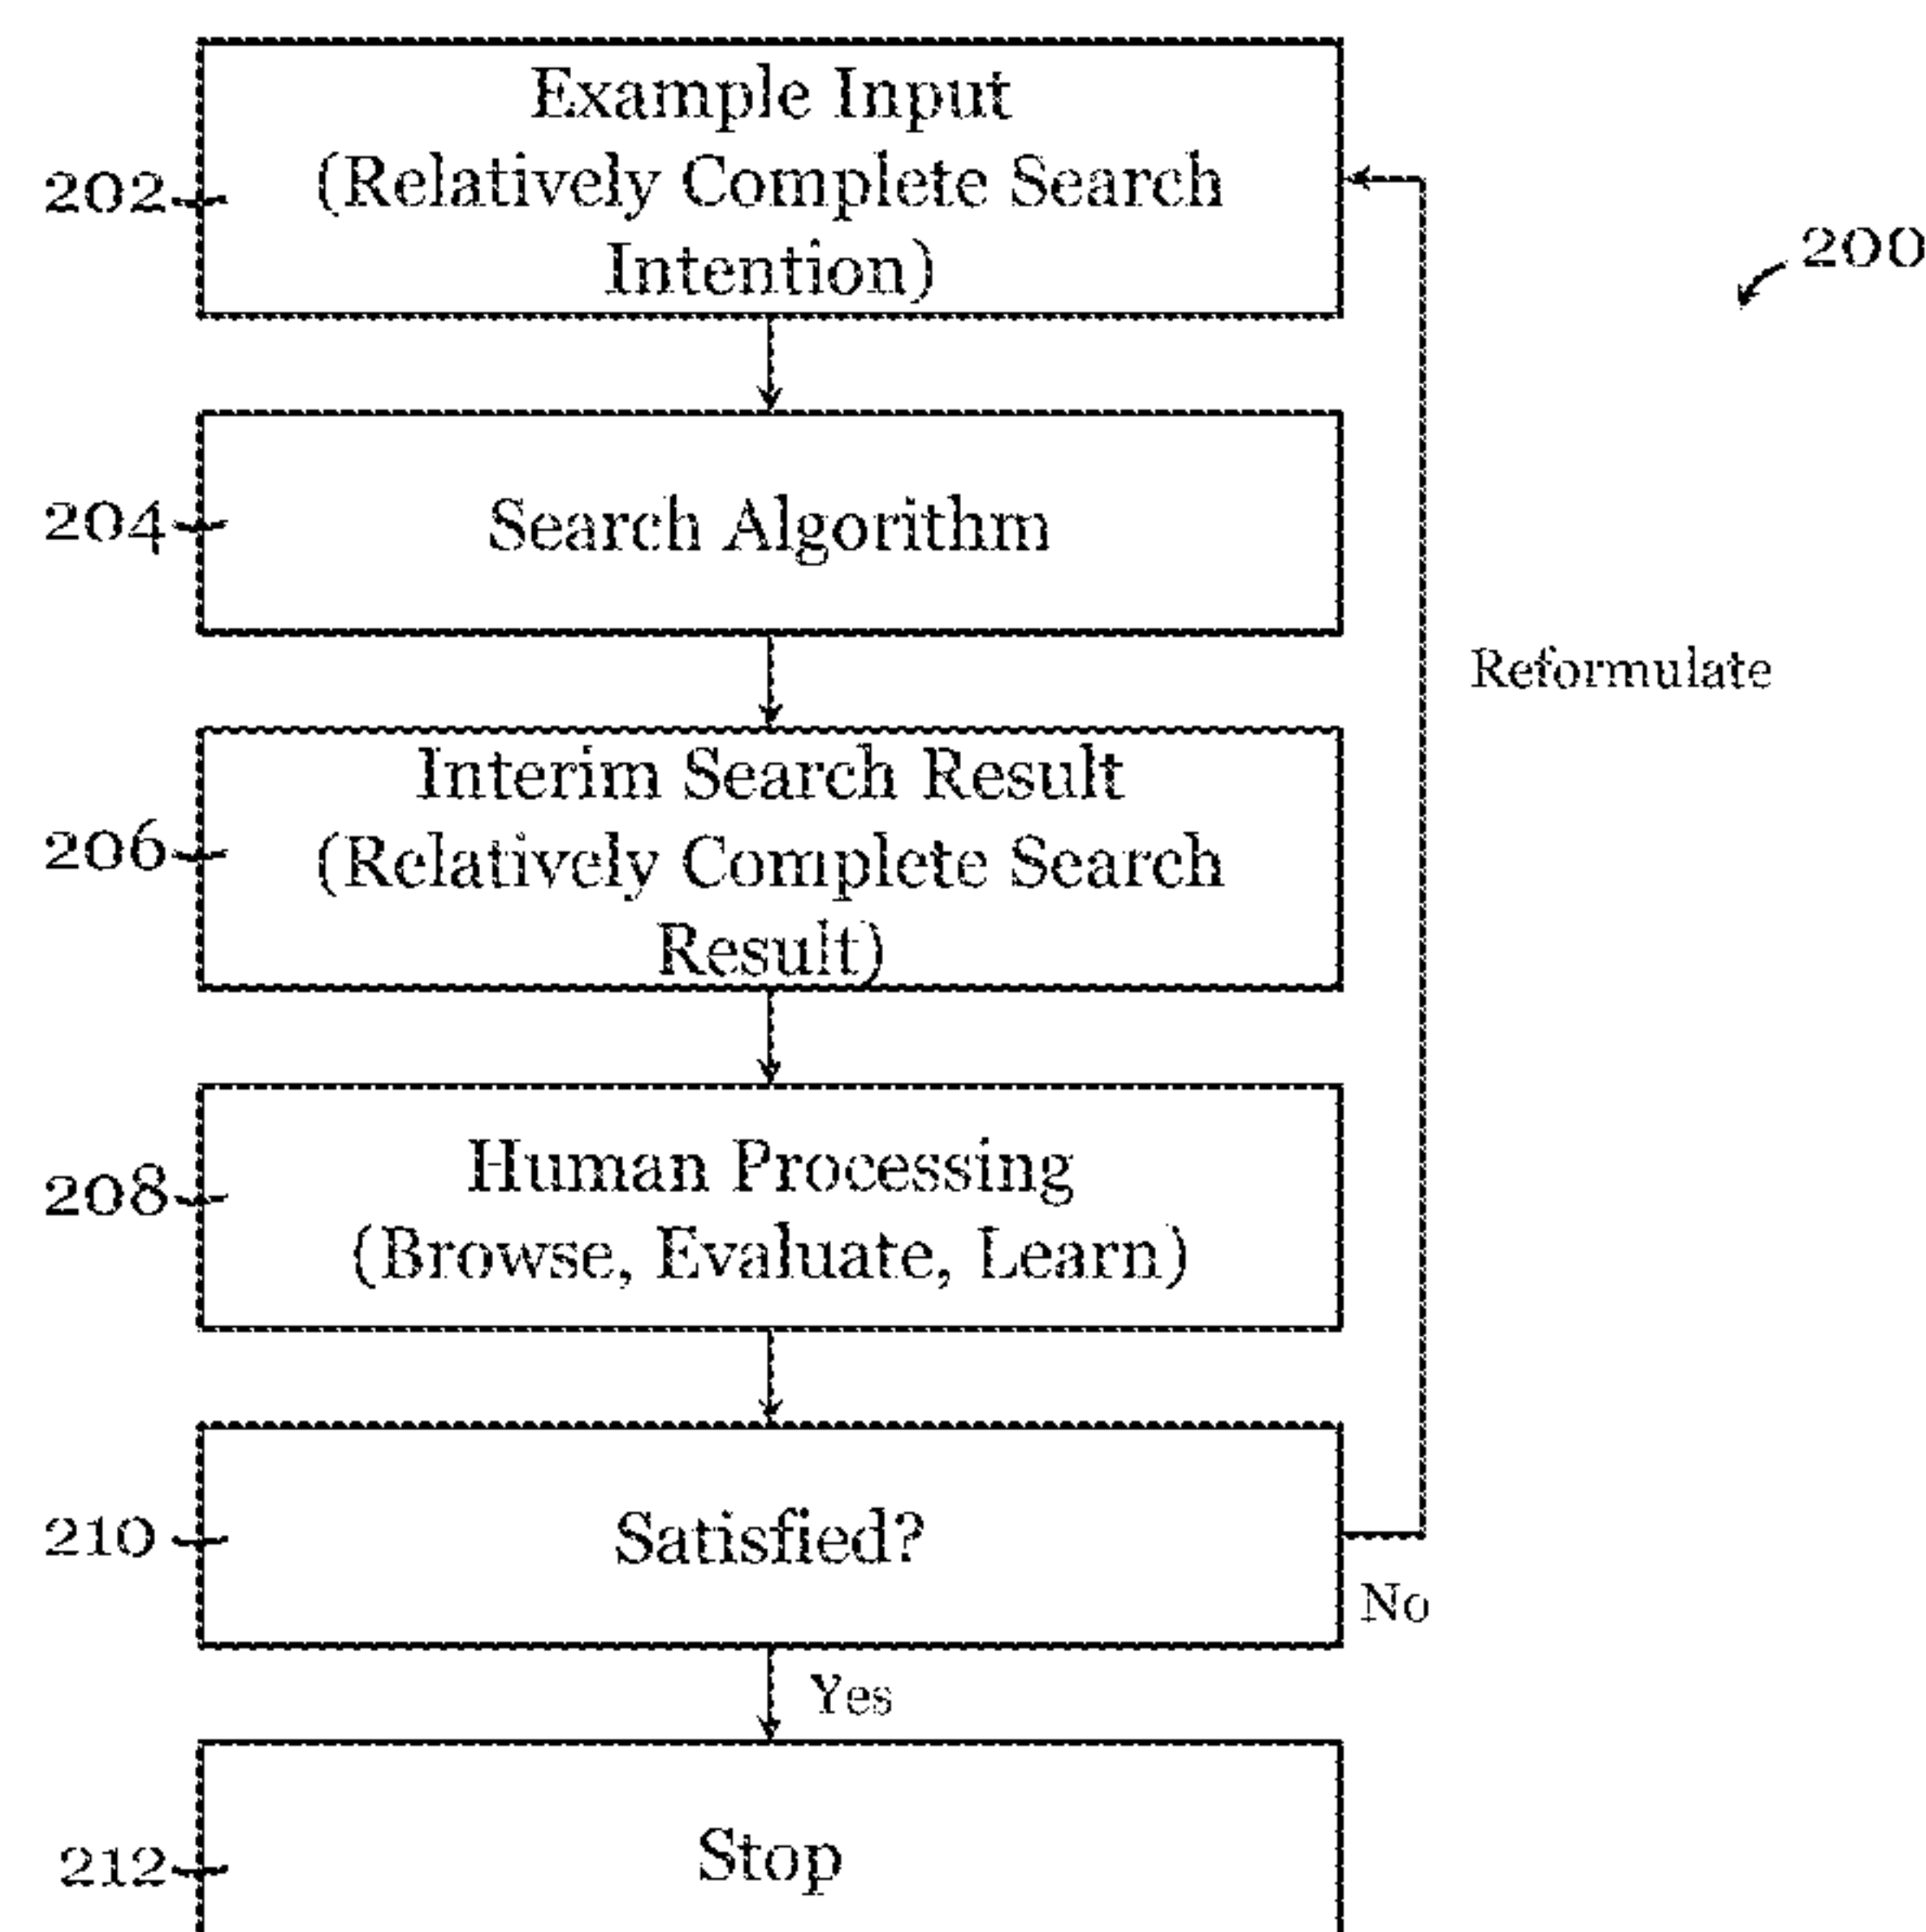 Example Input
(Relatively Complete Search
Intention)
202
200
Search Algorithm
204
Reformulate
Interim Search Result
(Relatively Complete Search
Result)
206
Human Processing
(Browse, Evaluate, Learn)
208
Satisfied?
210
No
Yes
Stop
212